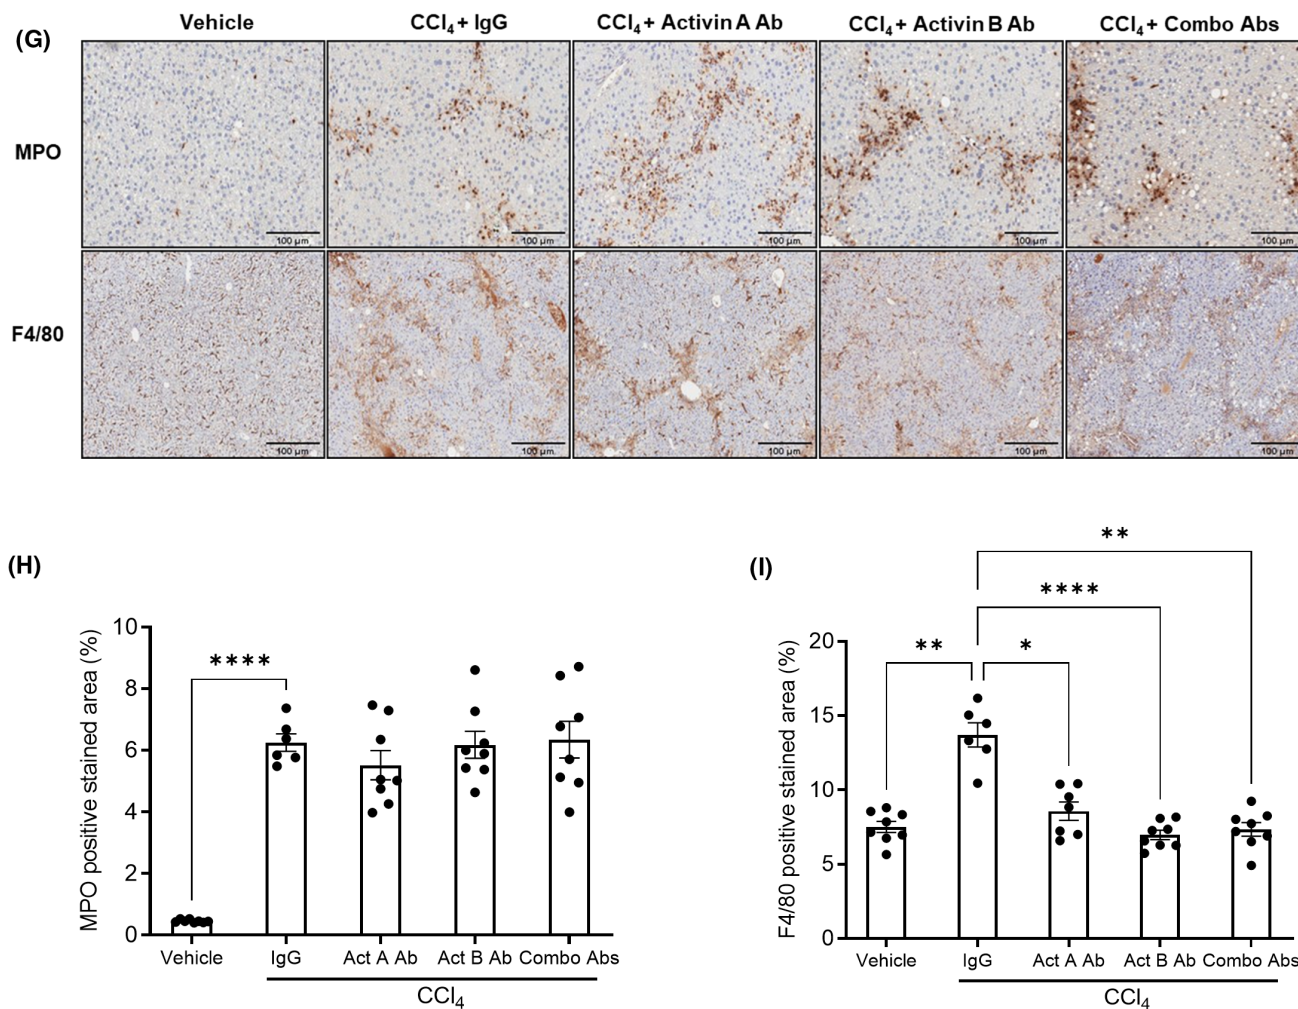 (G)
Vehicle
CCl4 + IgG
CCl4 + Activin A Ab
CCl4 + Activin B Ab
CCl4 + Combo Abs
MPO
100 µm
100 µm
100 µm
100 µm
100 µm
F4/80
100 µm
100 µm
100 µm
100 µm
100 µm
(H)
MPO positive stained area (%)
10
8
6
4
2
0
****
Vehicle
IgG
Act A Ab
Act B Ab
Combo Abs
CCl4
(I)
F4/80 positive stained area (%)
20
15
10
5
0
**
****
**
*
Vehicle
IgG
Act A Ab
Act B Ab
Combo Abs
CCl4